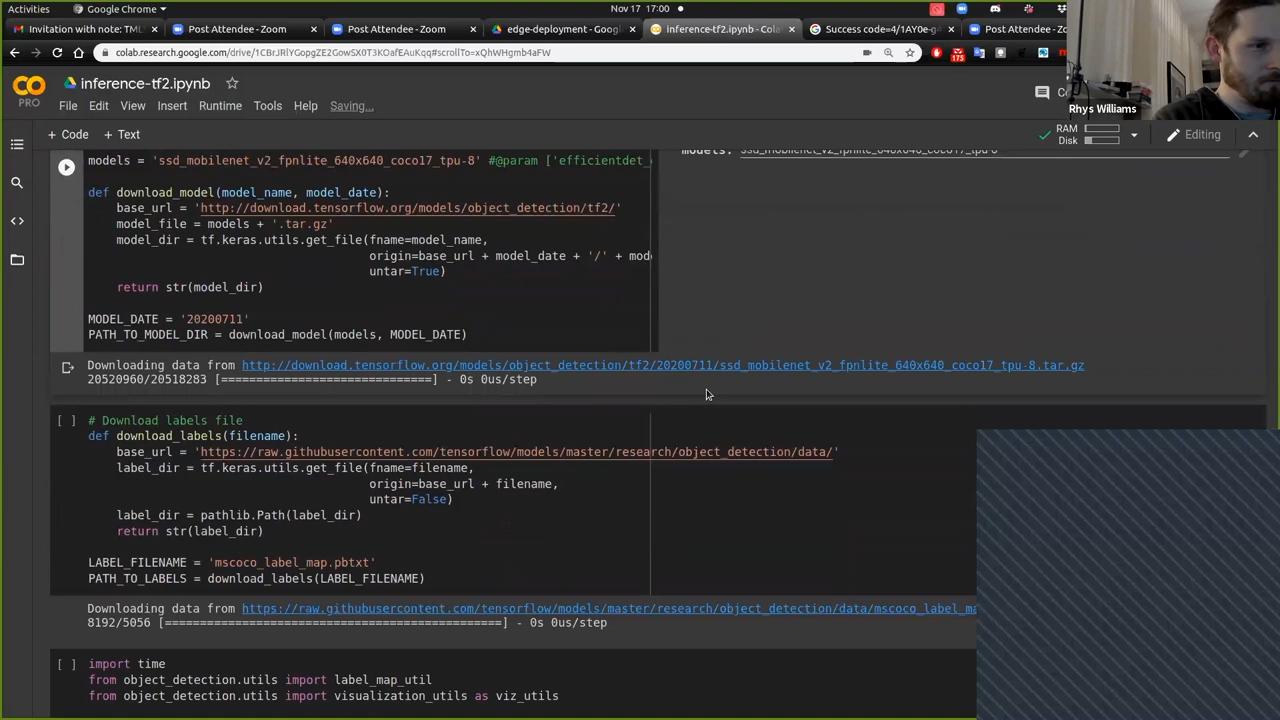 Activities
Google Chrome
Nov 17 17:00
Invitation with note: TML
Post Attendee - Zoom
Post Attendee - Zoom
edge-deployment - Goog
inference-tf2.ipynb - Cola
Success code=4/1AY0e-g
Post Attendee - Zo
colab.research.google.com/drive/1CBrJRlYGopgZE2GowSX0T3KOafEAuKqq#scrollTo=xQhWHgmb4aFW
175
Rhys Williams
CO
PRO
inference-tf2.ipynb
File Edit View Insert Runtime Tools Help Saving...
+ Code + Text
RAM
Disk
Editing
models = 'ssd_mobilenet_v2_fpnlite_640x640_coco17_tpu-8' #@param ['efficientdet_
models: ssd_mobilenet_v2_fpnlite_640x640_coco17_tpu-8
def download_model(model_name, model_date):
base_url = 'http://download.tensorflow.org/models/object_detection/tf2/'
model_file = models + '.tar.gz'
model_dir = tf.keras.utils.get_file(fname=model_name,
origin=base_url + model_date + '/' + mode
untar=True)
return str(model_dir)
MODEL_DATE = '20200711'
PATH_TO_MODEL_DIR = download_model(models, MODEL_DATE)
Downloading data from http://download.tensorflow.org/models/object_detection/tf2/20200711/ssd_mobilenet_v2_fpnlite_640x640_coco17_tpu-8.tar.gz
20520960/20518283 [==============================] - 0s 0us/step
[ ] # Download labels file
def download_labels(filename):
base_url = 'https://raw.githubusercontent.com/tensorflow/models/master/research/object_detection/data/'
label_dir = tf.keras.utils.get_file(fname=filename,
origin=base_url + filename,
untar=False)
label_dir = pathlib.Path(label_dir)
return str(label_dir)
LABEL_FILENAME = 'mscoco_label_map.pbtxt'
PATH_TO_LABELS = download_labels(LABEL_FILENAME)
Downloading data from https://raw.githubusercontent.com/tensorflow/models/master/research/object_detection/data/mscoco_label_ma
8192/5056 [================================================] - 0s 0us/step
[ ] import time
from object_detection.utils import label_map_util
from object_detection.utils import visualization_utils as viz_utils